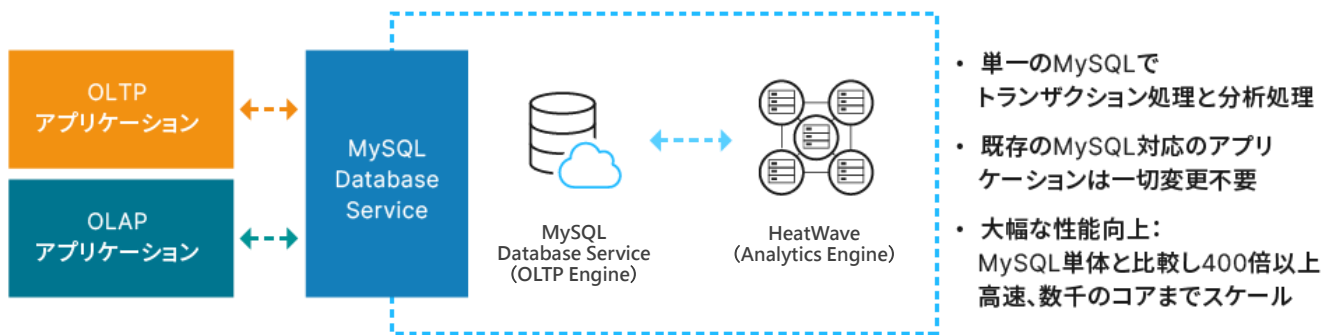 OLTP
アプリケーション
OLAP
アプリケーション
MySQL
Database
Service
MySQL
Database Service
(OLTP Engine)
HeatWave
(Analytics Engine)
• 単一のMySQLで
トランザクション処理と分析処理
• 既存のMySQL対応のアプリ
ケーションは一切変更不要
• 大幅な性能向上：
MySQL単体と比較し400倍以上
高速、数千のコアまでスケール